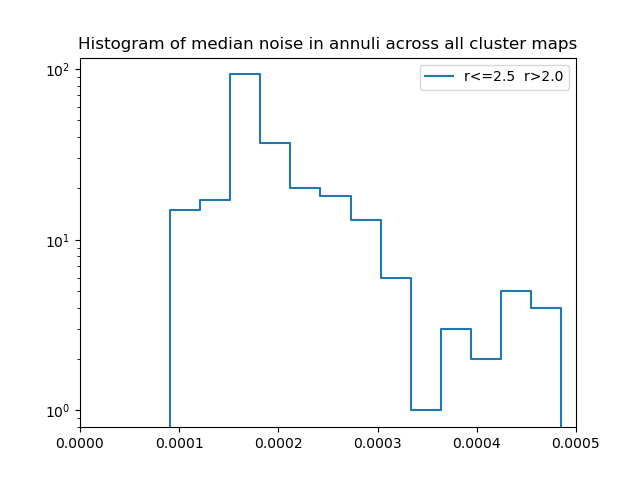 Histogram of median noise in annuli across all cluster maps
r<=2.5  r>2.0
10²
10¹
10⁰
0.0000 0.0001 0.0002 0.0003 0.0004 0.0005